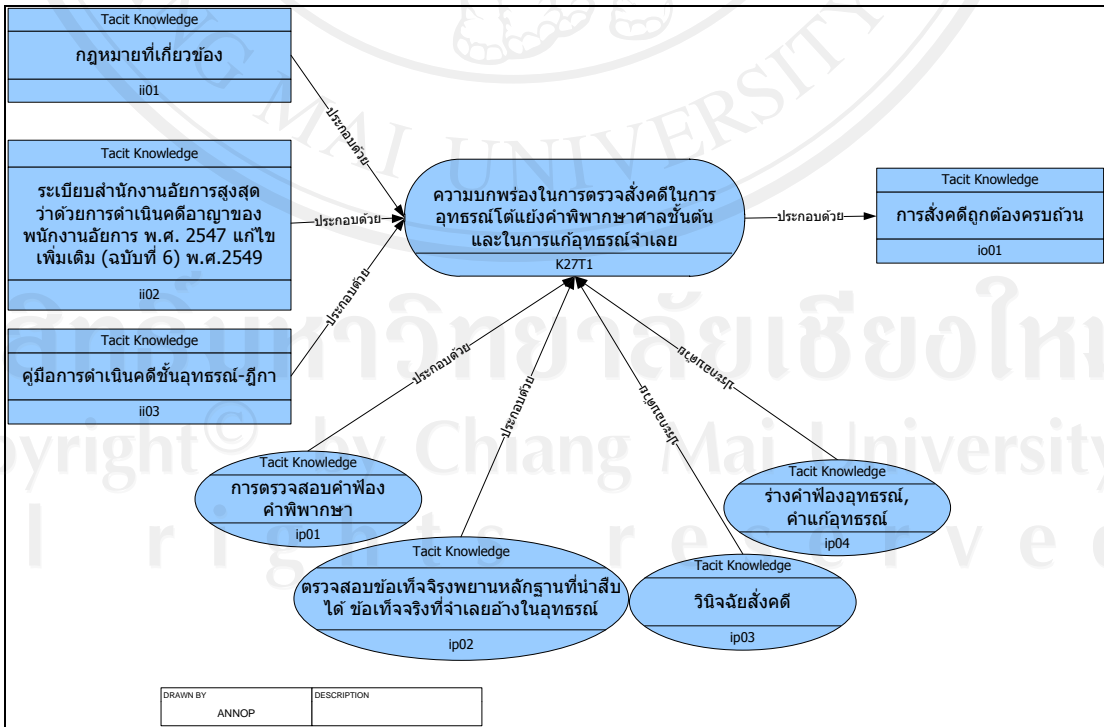 Tacit Knowledge
กฎหมายที่เกี่ยวข้อง
ii01
Tacit Knowledge
ระเบียบสำนักงานอัยการสูงสุด
ว่าด้วยการดำเนินคดีอาญาของ
พนักงานอัยการ พ.ศ. 2547 แก้ไข
เพิ่มเติม (ฉบับที่ 6) พ.ศ.2549
ii02
Tacit Knowledge
คู่มือการดำเนินคดีชั้นอุทธรณ์-ฎีกา
ii03
ประกอบด้วย
ประกอบด้วย
ประกอบด้วย
ความบกพร่องในการตรวจสั่งคดีในการ
อุทธรณ์โต้แย้งคำพิพากษาศาลชั้นต้น
และในการแก้อุทธรณ์จำเลย
K27T1
ประกอบด้วย
Tacit Knowledge
การสั่งคดีถูกต้องครบถ้วน
io01
ประกอบด้วย
ประกอบด้วย
ประกอบด้วย
ประกอบด้วย
Tacit Knowledge
การตรวจสอบคำฟ้อง
คำพิพากษา
ip01
Tacit Knowledge
ตรวจสอบข้อเท็จจริงพยานหลักฐานที่นำสืบ
ได้ ข้อเท็จจริงที่จำเลยอ้างในอุทธรณ์
ip02
Tacit Knowledge
วินิจฉัยสั่งคดี
ip03
Tacit Knowledge
ร่างคำฟ้องอุทธรณ์,
คำแก้อุทธรณ์
ip04
DRAWN BY
ANNOP
DESCRIPTION
MAI UNIVERSITY
สิทธิ์มหาวิทยาลัยเชียงใหม
opyright © by Chiang Mai University
l rights reserved